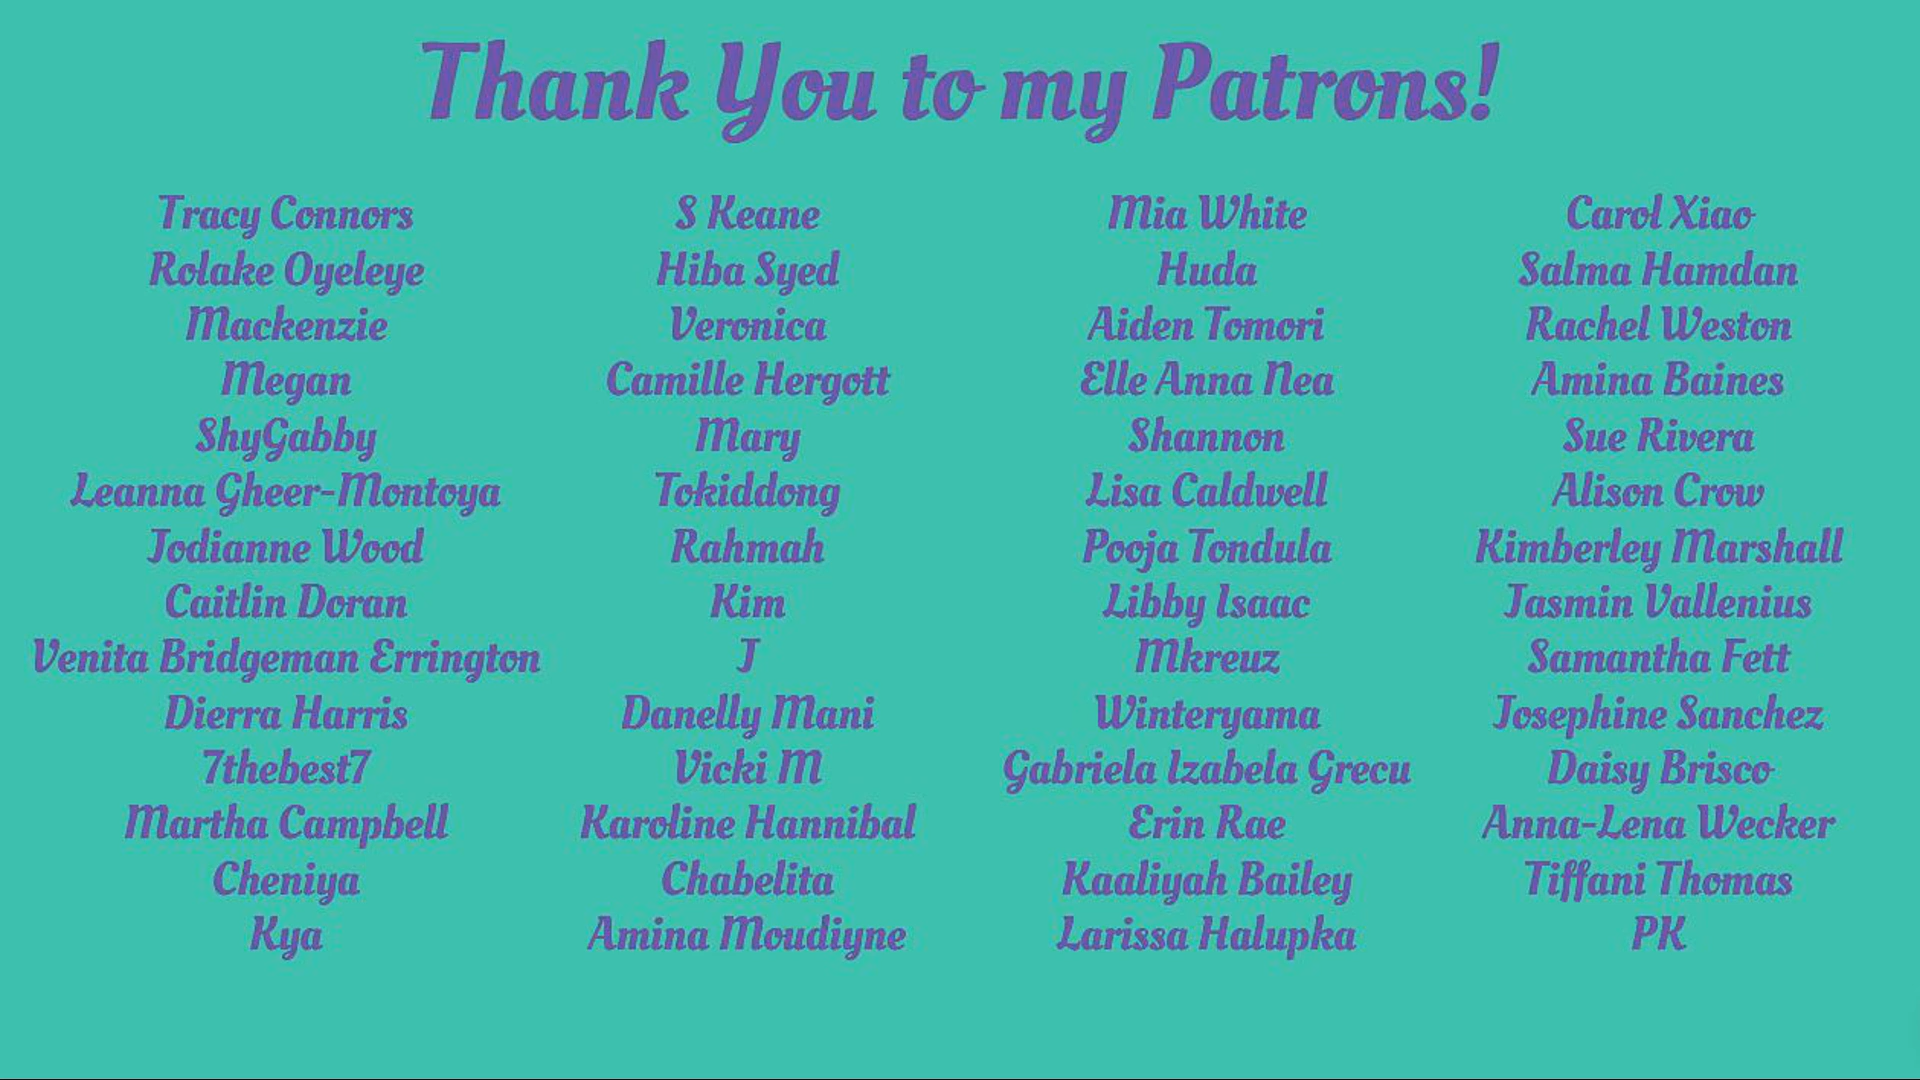 Thank You to my Patrons!
Tracy Connors
Rolake Oyeleye
Mackenzie
Megan
ShyGabby
Leanna Gheer-Montoya
Jodianne Wood
Caitlin Doran
Venita Bridgeman Errington
Dierra Harris
7thebest7
Martha Campbell
Cheniya
Kya
S Keane
Hiba Syed
Veronica
Camille Hergott
Mary
Tokiddong
Rahmah
Kim
J
Danelly Mani
Vicki M
Karoline Hannibal
Chabelita
Amina Moudiyne
Mia White
Huda
Aiden Tomori
Elle Anna Nea
Shannon
Lisa Caldwell
Pooja Tondula
Libby Isaac
Mkreuz
Winteryama
Gabriela Izabela Grecu
Erin Rae
Kaaliyah Bailey
Larissa Halupka
Carol Xiao
Salma Hamdan
Rachel Weston
Amina Baines
Sue Rivera
Alison Crow
Kimberley Marshall
Jasmin Vallenius
Samantha Fett
Josephine Sanchez
Daisy Brisco
Anna-Lena Wecker
Tiffani Thomas
PK